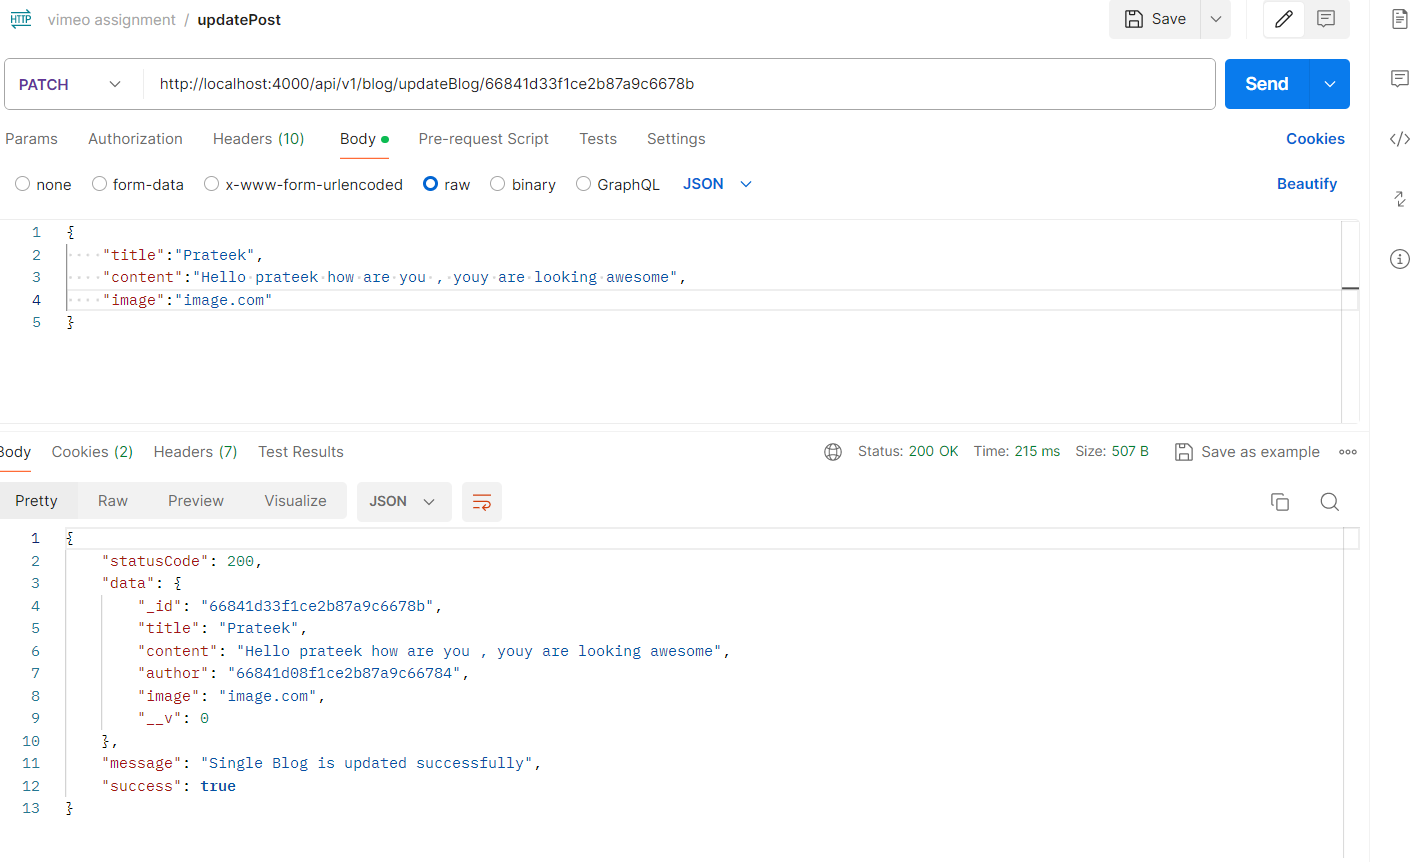 HTTP vimeo assignment / updatePost Save
PATCH http://localhost:4000/api/v1/blog/updateBlog/66841d33f1ce2b87a9c6678b Send
Params Authorization Headers (10) Body Pre-request Script Tests Settings Cookies
none form-data x-www-form-urlencoded raw binary GraphQL JSON Beautify
1 {
2 "title":"Prateek",
3 "content":"Hello prateek how are you , youy are looking awesome",
4 "image":"image.com"
5 }
Body Cookies (2) Headers (7) Test Results Status: 200 OK Time: 215 ms Size: 507 B Save as example
Pretty Raw Preview Visualize JSON
1 {
2 "statusCode": 200,
3 "data": {
4 "_id": "66841d33f1ce2b87a9c6678b",
5 "title": "Prateek",
6 "content": "Hello prateek how are you , youy are looking awesome",
7 "author": "66841d08f1ce2b87a9c66784",
8 "image": "image.com",
9 "__v": 0
10 },
11 "message": "Single Blog is updated successfully",
12 "success": true
13 }